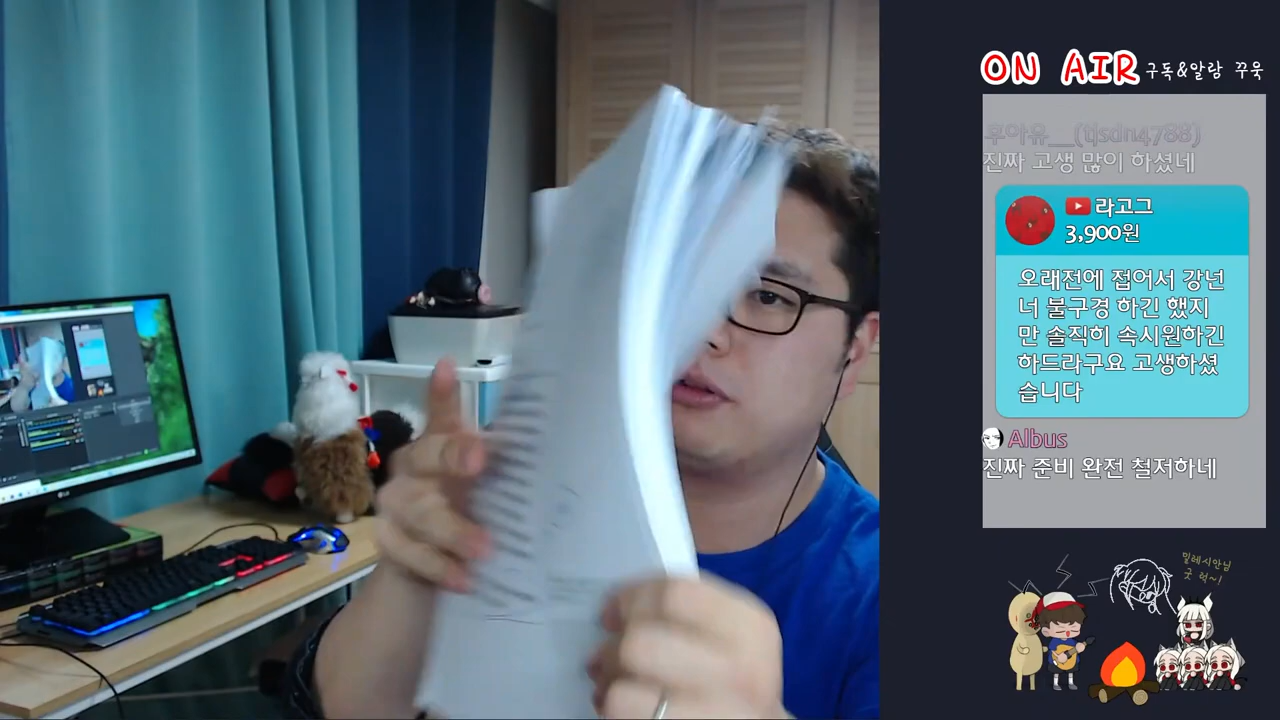 ON AIR 구독&알람 꾸욱
후아유__(tjsdn4788)
진짜 고생 많이 하셨네
라고그
3,900원
오래전에 접어서 강넌
너 불구경 하긴 했지
만 솔직히 속시원하긴
하드라구요 고생하셨
습니다
Albus
진짜 준비 완전 철저하네
밀레시안님
굿 럭~!
LG